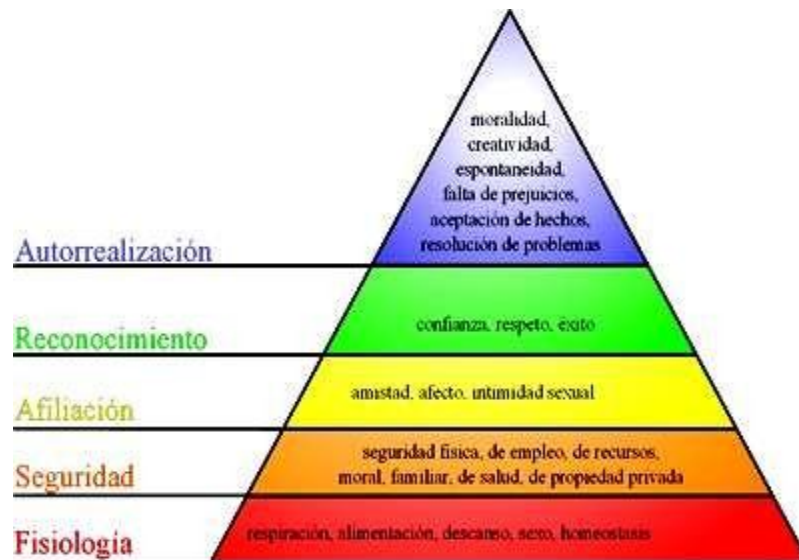 moralidad,
creatividad,
espontaneidad,
falta de prejuicios,
aceptación de hechos,
resolución de problemas
Autorrealización
confianza, respeto, éxito
Reconocimiento
amistad, afecto, intimidad sexual
Afiliación
seguridad física, de empleo, de recursos,
moral, familiar, de salud, de propiedad privada
Seguridad
respiración, alimentación, descanso, sexo, homeostasis
Fisiología